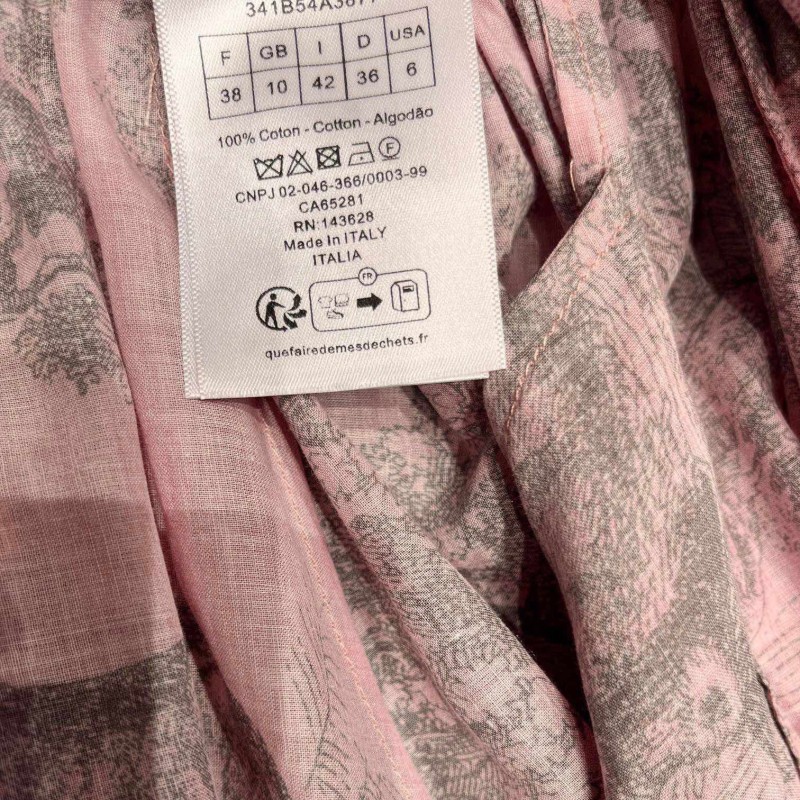 F GB I D USA
38 10 42 36 6
100% Coton - Cotton - Algodão
F
CNPJ 02-046-366/0003-99
CA65281
RN:143628
Made in ITALY
ITALIA
FR
quefairedemesdechets.fr